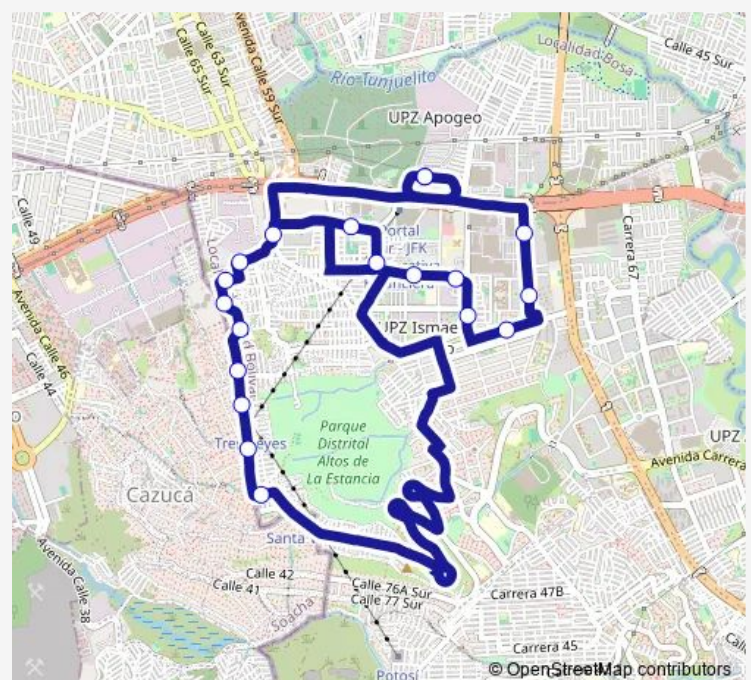 Calle 65 Sur
Calle 63 Sur
Avenida Calle 59 Sur
Río Tunjuelito
UPZ Apogeo
Localidad Bosa
Calle 45 Sur
Calle 49
Carrera 67
Portal
r - JFK
Avenida Calle 46
Calle 44
UPZ Ismae
Parque
Distrital
Altos de
La Estancia
Cazucá
UPZ
Avenida Carrera
Santa
Avenida Calle 38
Calle 42
Calle 41
Soacha
Calle 76A Sur
Calle 77 Sur
Carrera 47B
Carrera 45
Potosí
© OpenStreetMap contributors